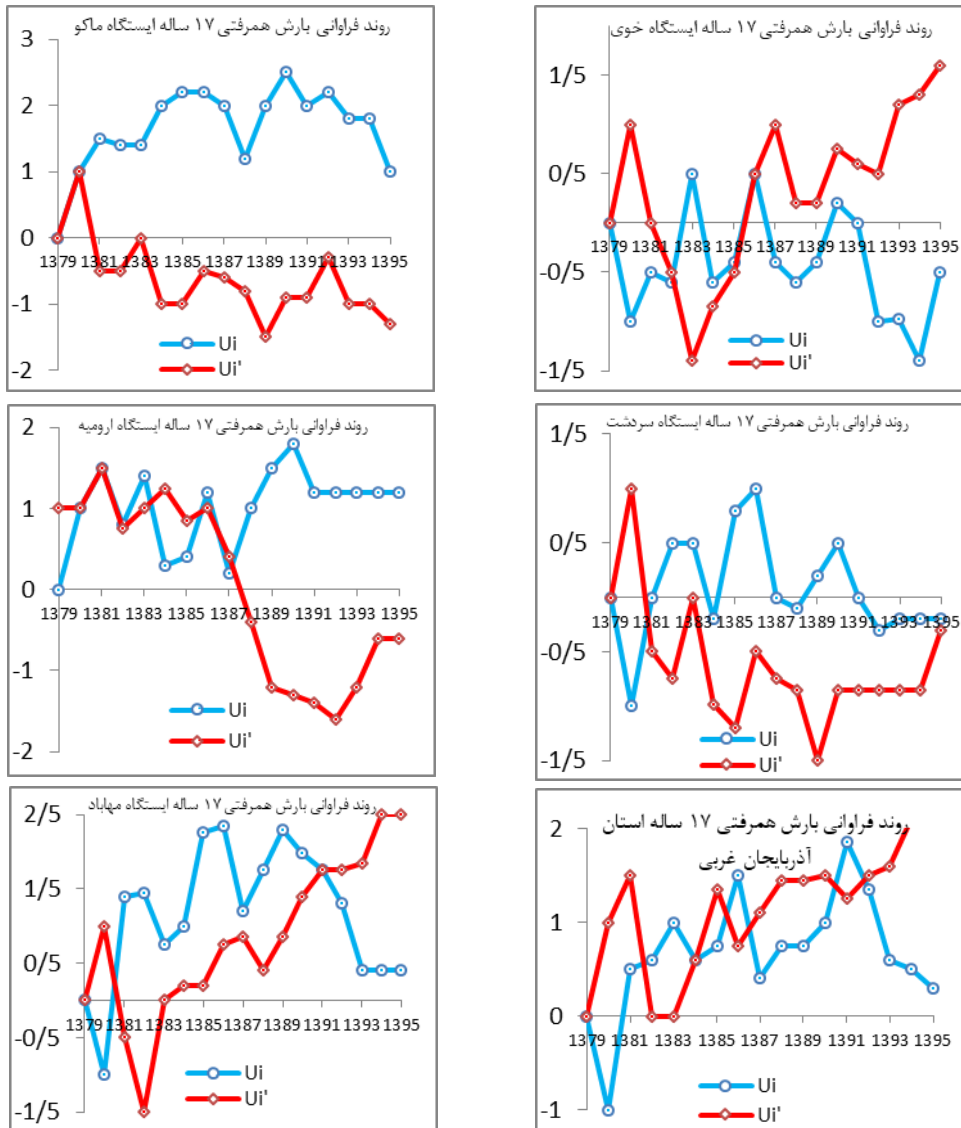 روند فراوانی بارش همرفتی ۱۷ ساله ایستگاه ماکو
3
2
1
0
-1
-2
1379 1381 1383 1385 1387 1389 1391 1393 1395
Ui
Ui'
روند فراوانی بارش همرفتی ۱۷ ساله ایستگاه خوی
1/5
0/5
-0/5
-1/5
1379 1381 1383 1385 1387 1389 1391 1393 1395
Ui
Ui'
روند فراوانی بارش همرفتی ۱۷ ساله ایستگاه ارومیه
2
1
0
-1
-2
1379 1381 1383 1385 1387 1389 1391 1393 1395
Ui
Ui'
روند فراوانی بارش همرفتی ۱۷ ساله ایستگاه سردشت
1/5
0/5
-0/5
-1/5
1379 1381 1383 1385 1387 1389 1391 1393 1395
Ui
Ui'
روند فراوانی بارش همرفتی ۱۷ ساله ایستگاه مهاباد
2/5
1/5
0/5
-0/5
-1/5
1379 1381 1383 1385 1387 1389 1391 1393 1395
Ui
Ui'
روند فراوانی بارش همرفتی ۱۷ ساله استان
آذربایجان غربی
2
1
0
-1
1379 1381 1383 1385 1387 1389 1391 1393 1395
Ui
Ui'